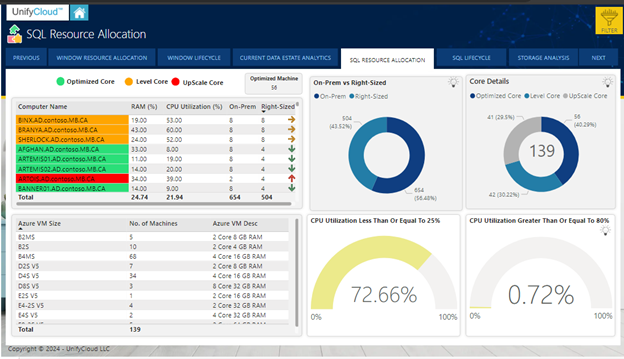 UnifyCloud™
SQL Resource Allocation
FILTER
PREVIOUS
WINDOW RESOURCE ALLOCATION
WINDOW LIFECYCLE
CURRENT DATA ESTATE ANALYTICS
SQL RESOURCE ALLOCATION
SQL LIFECYCLE
STORAGE ANALYSIS
NEXT
Optimized Core Level Core UpScale Core
Optimized Machine
56
Computer Name RAM (%) CPU Utilization (%) On-Prem Right-Sized
BINX.AD.contoso.MB.CA 19.00 53.00 8 8
BRANYA.AD.contoso.MB.CA 43.00 60.00 8 8
SHERLOCK.AD.contoso.MB.CA 24.00 52.00 8 8
AFGHAN.AD.contoso.MB.CA 33.00 8.00 8 4
ARTEMIS01.AD.contoso.MB.CA 11.00 19.00 8 4
ARTEMIS02.AD.contoso.MB.CA 14.00 20.00 8 4
34.00 39.00 2 4
BANNER01.AD.contoso.MB.CA 14.00 9.00 8 4
Total 24.74 21.94 654 504
On-Prem vs Right-Sized
On-Prem Right-Sized
504
(43.52%)
654
(56.48%)
Core Details
Optimized Core Level Core UpScale Core
41 (29.5%)
56
(40.29%)
139
42 (30.22%)
Azure VM Size No. of Machines Azure VM Desc
B2MS 5 2 Core 8 GB RAM
B2S 10 2 Core 4 GB RAM
B4MS 68 4 Core 16 GB RAM
D2S V5 7 2 Core 8 GB RAM
D4S V5 34 4 Core 16 GB RAM
D8S V5 3 8 Core 32 GB RAM
E2S V5 1 2 Core 16 GB RAM
E4-2S V5 4 4 Core 32 GB RAM
E4S V5 2 4 Core 32 GB RAM
Total 139
CPU Utilization Less Than Or Equal To 25%
72.66%
0% 100%
CPU Utilization Greater Than Or Equal To 80%
0.72%
0% 100%
Copyright © 2024 - UnifyCloud LLC